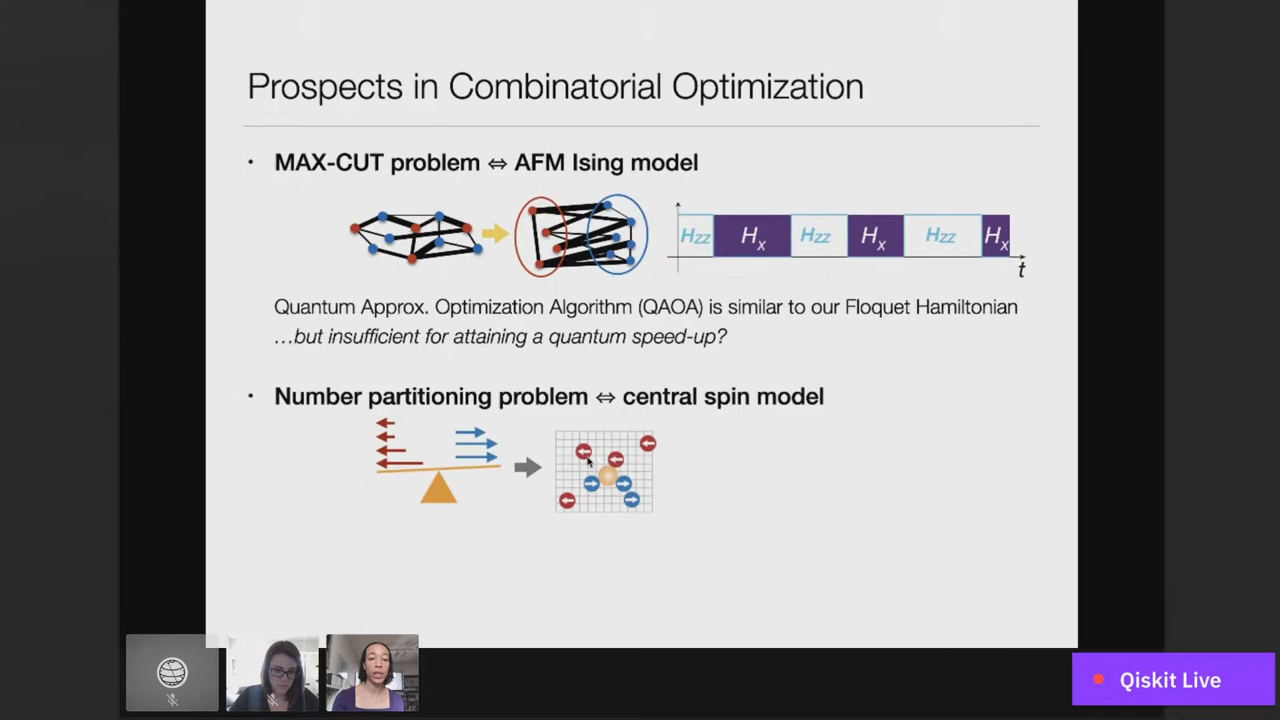 Prospects in Combinatorial Optimization
• MAX-CUT problem ⇔ AFM Ising model
Hzz Hx Hzz Hx Hzz Hx
t
Quantum Approx. Optimization Algorithm (QAOA) is similar to our Floquet Hamiltonian
…but insufficient for attaining a quantum speed-up?
• Number partitioning problem ⇔ central spin model
Qiskit Live